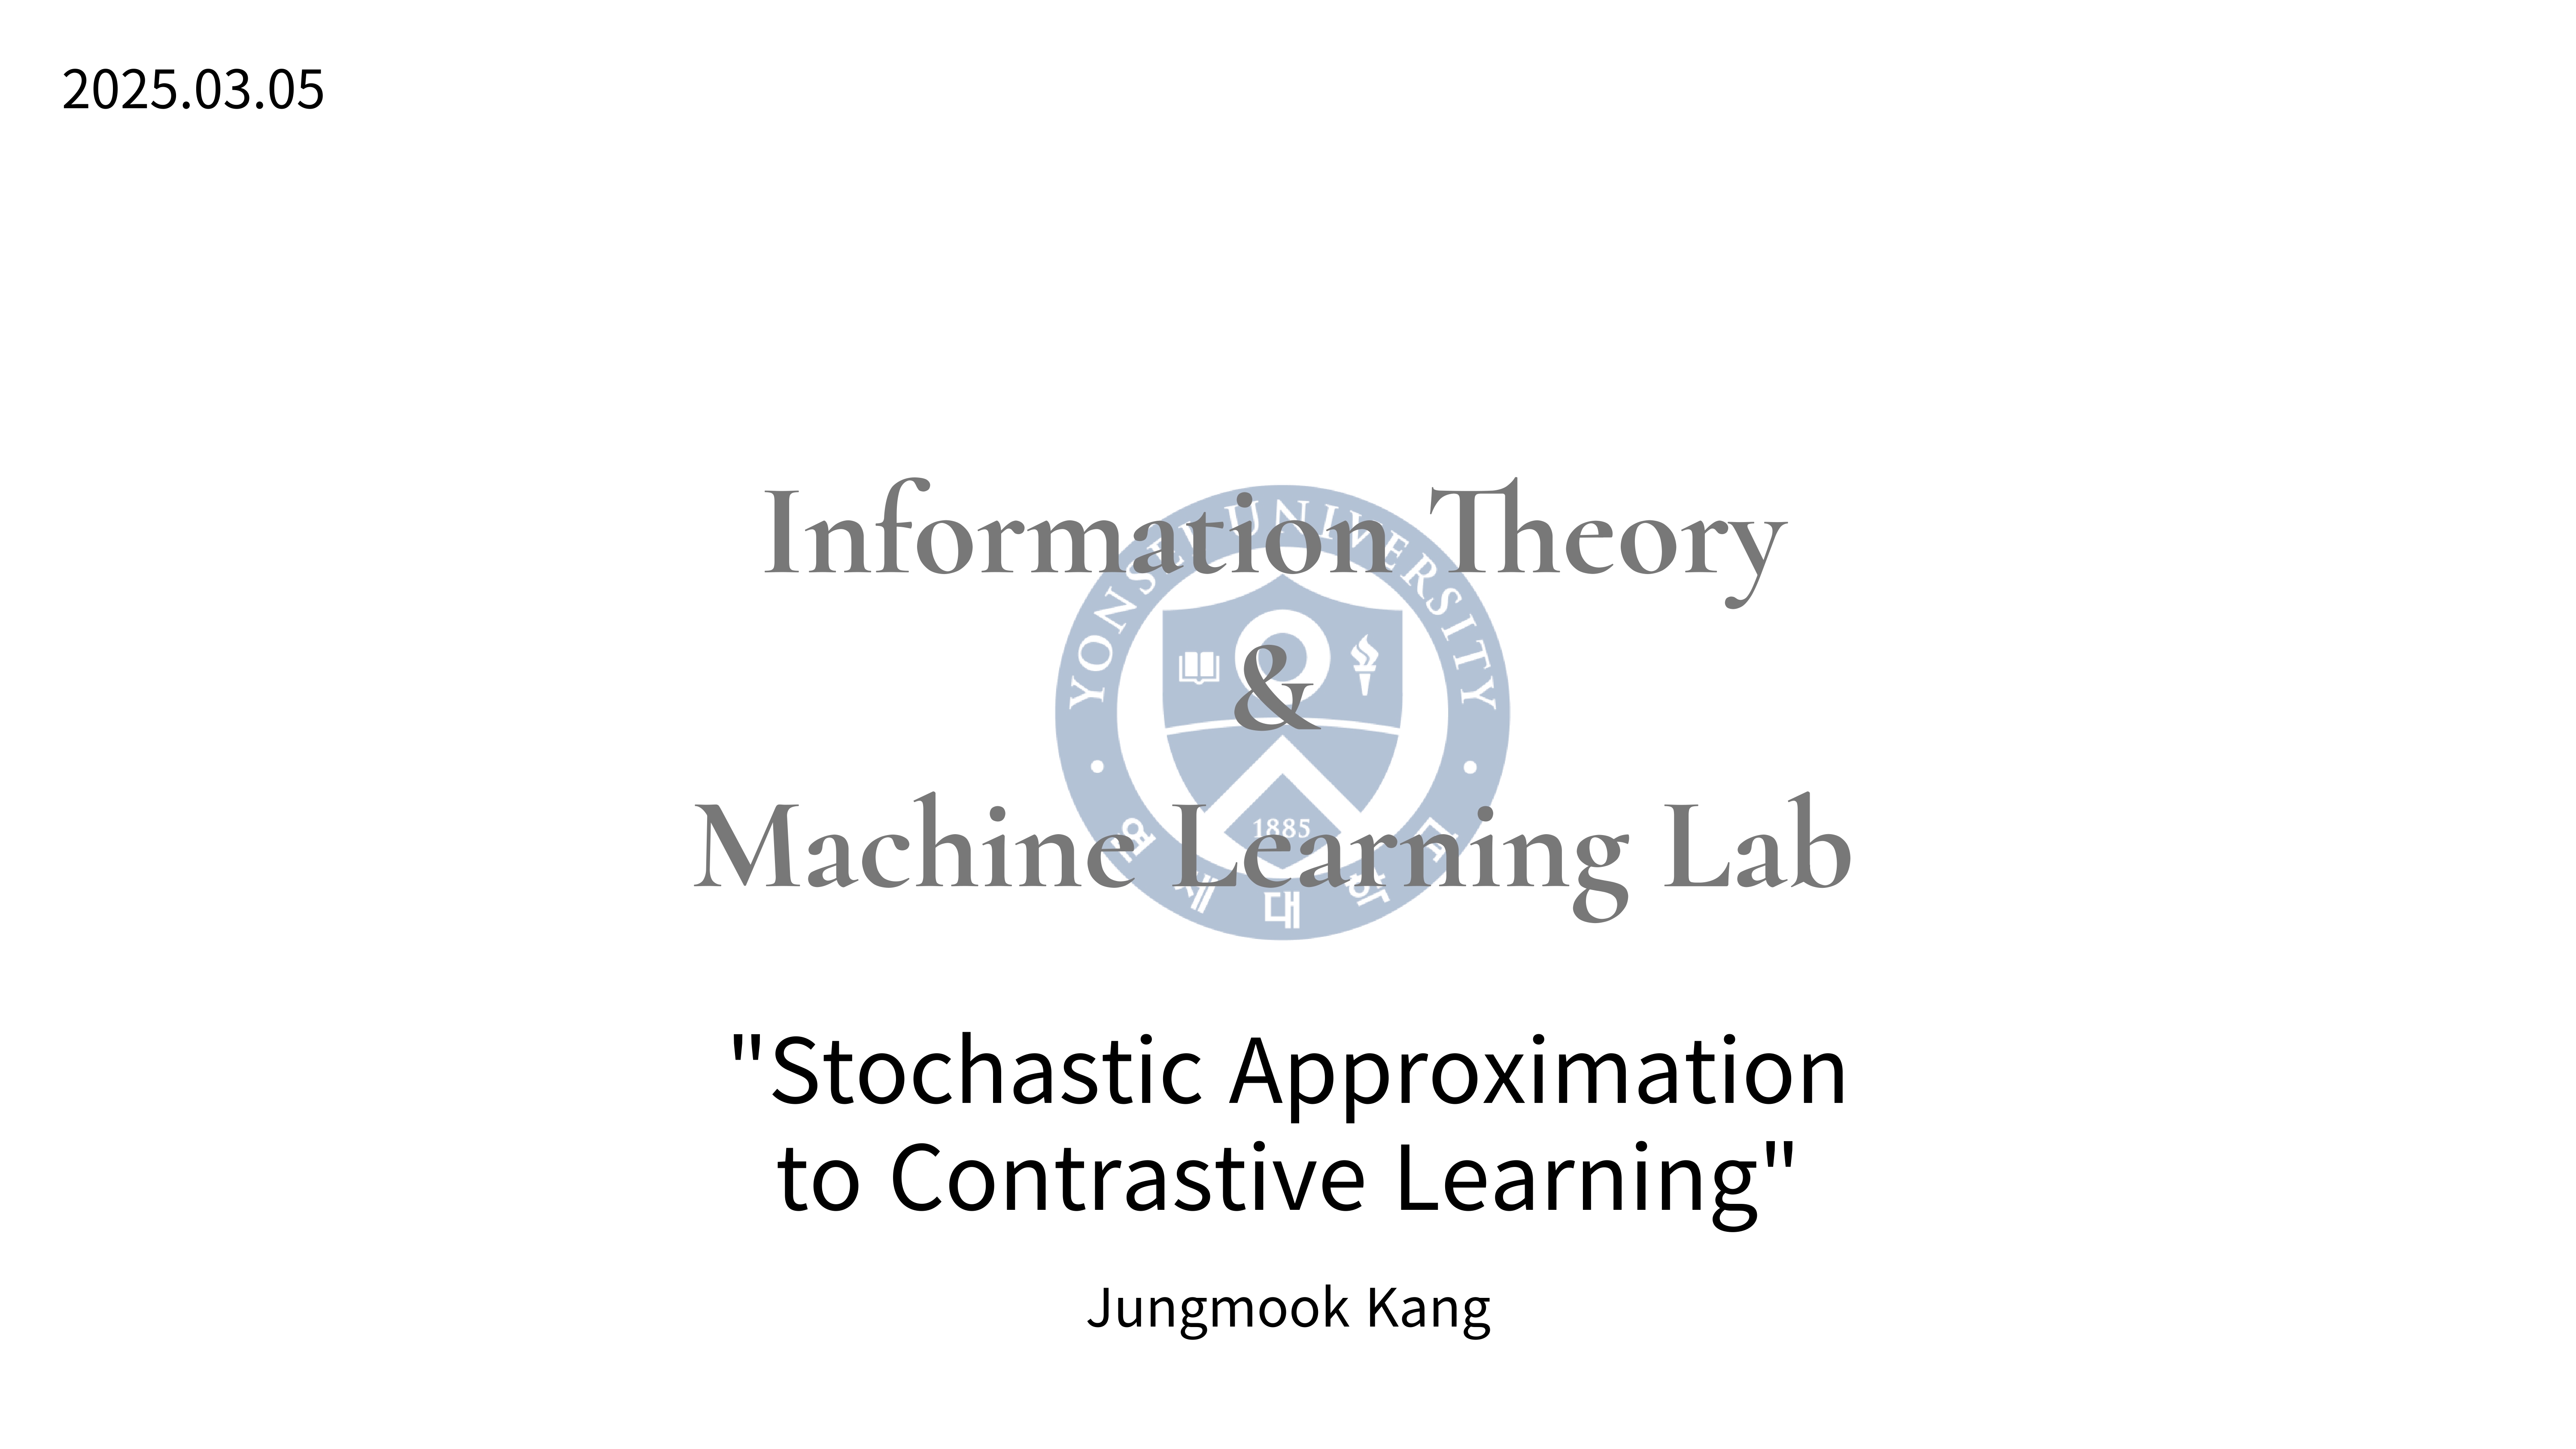 2025.03.05
Information Theory
&
Machine Learning Lab
YONSEI UNIVERSITY
1885
연세대학교
"Stochastic Approximation
to Contrastive Learning"
Jungmook Kang